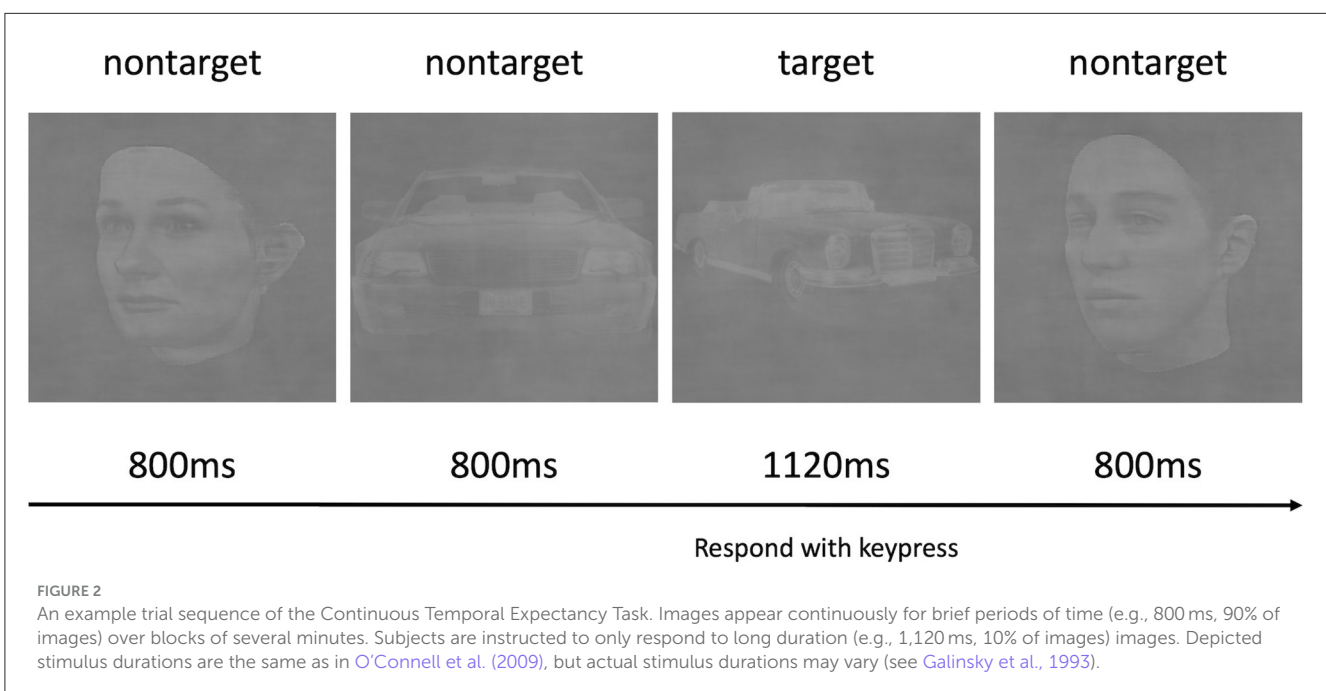 nontarget nontarget target nontarget
800ms 800ms 1120ms 800ms
Respond with keypress
FIGURE 2
An example trial sequence of the Continuous Temporal Expectancy Task. Images appear continuously for brief periods of time (e.g., 800 ms, 90% of
images) over blocks of several minutes. Subjects are instructed to only respond to long duration (e.g., 1,120 ms, 10% of images) images. Depicted
stimulus durations are the same as in O'Connell et al. (2009), but actual stimulus durations may vary (see Galinsky et al., 1993).